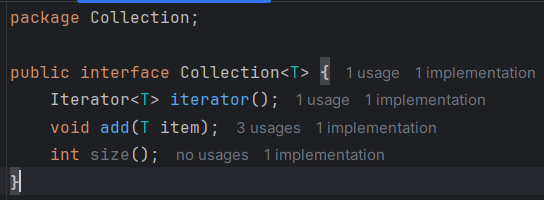 package Collection;
public interface Collection<T> { 1 usage 1 implementation
Iterator<T> iterator(); 1 usage 1 implementation
void add(T item); 3 usages 1 implementation
int size(); no usages 1 implementation
}